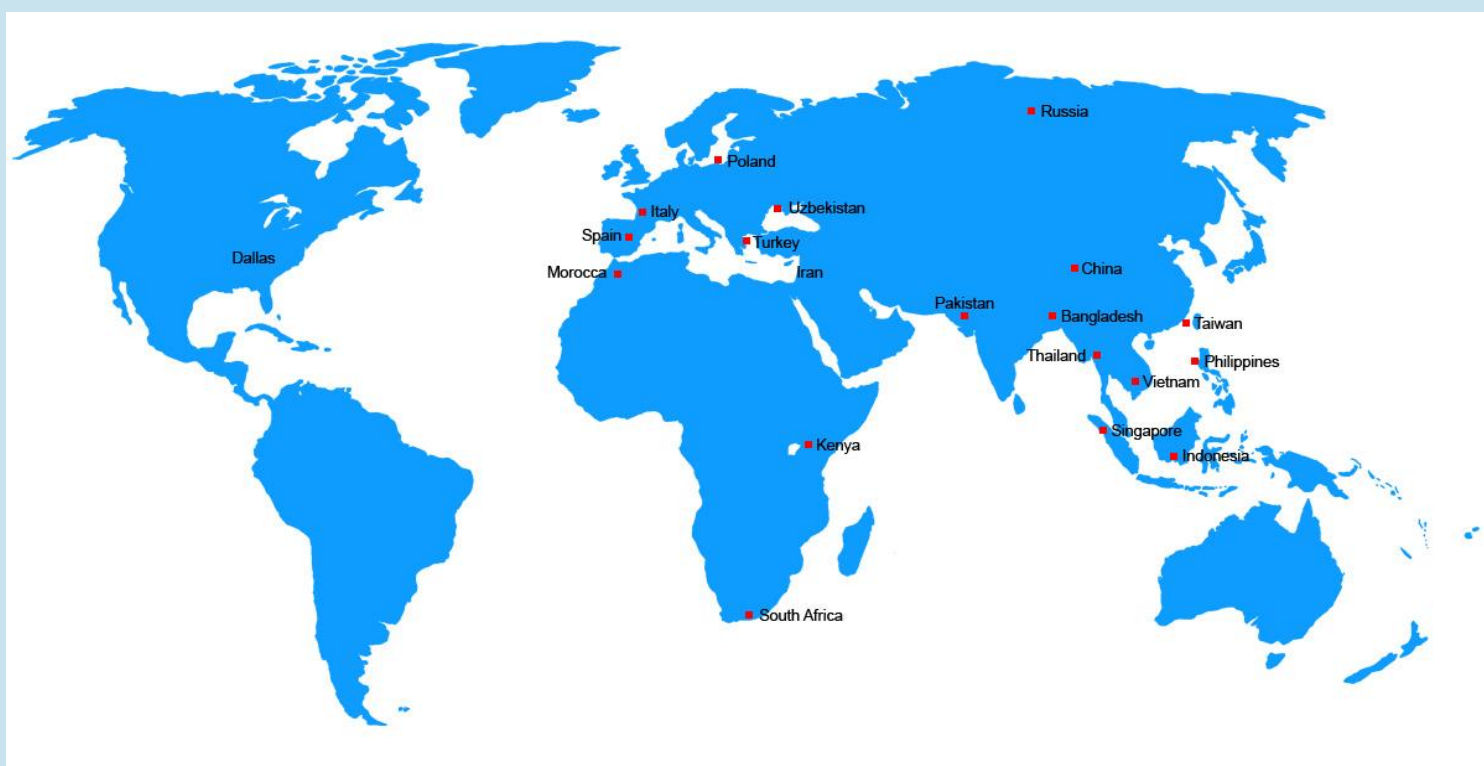 Russia
Poland
Italy
Uzbekistan
Spain
Turkey
Dallas
Morocca
Iran
China
Pakistan
Bangladesh
Taiwan
Thailand
Philippines
Vietnam
Singapore
Kenya
Indonesia
South Africa